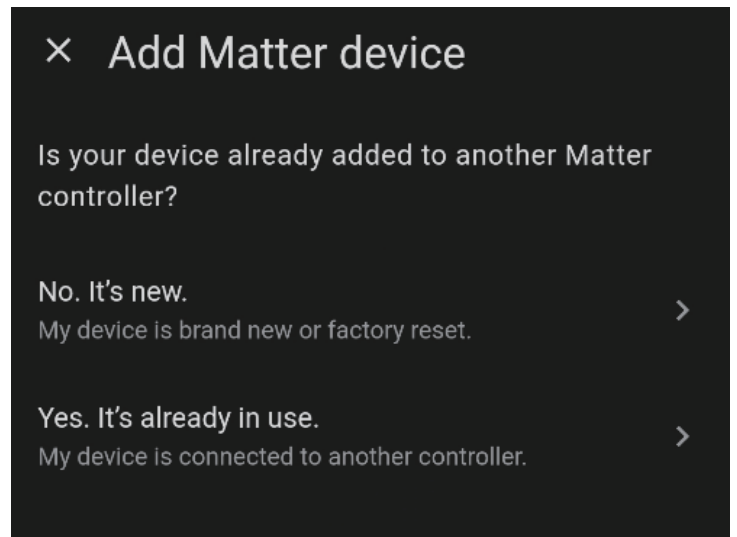 Add Matter device
Is your device already added to another Matter
controller?
No. It’s new.
My device is brand new or factory reset.
Yes. It’s already in use.
My device is connected to another controller.